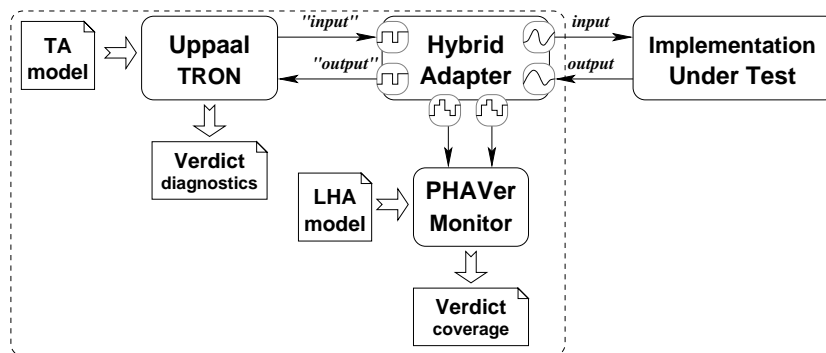 TA
model
Uppaal
TRON
"input"
"output"
Hybrid
Adapter
input
output
Implementation
Under Test
Verdict
diagnostics
LHA
model
PHAVer
Monitor
Verdict
coverage